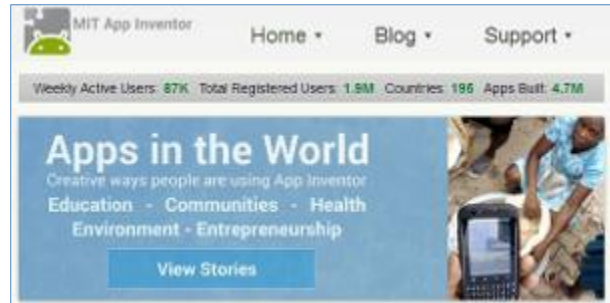 MIT App Inventor
Home Blog Support
Weekly Active Users: 87K Total Registered Users: 1.9M Countries: 195 Apps Built: 4.7M
Apps in the World
Creative ways people are using App Inventor
Education - Communities - Health
Environment - Entrepreneurship
View Stories